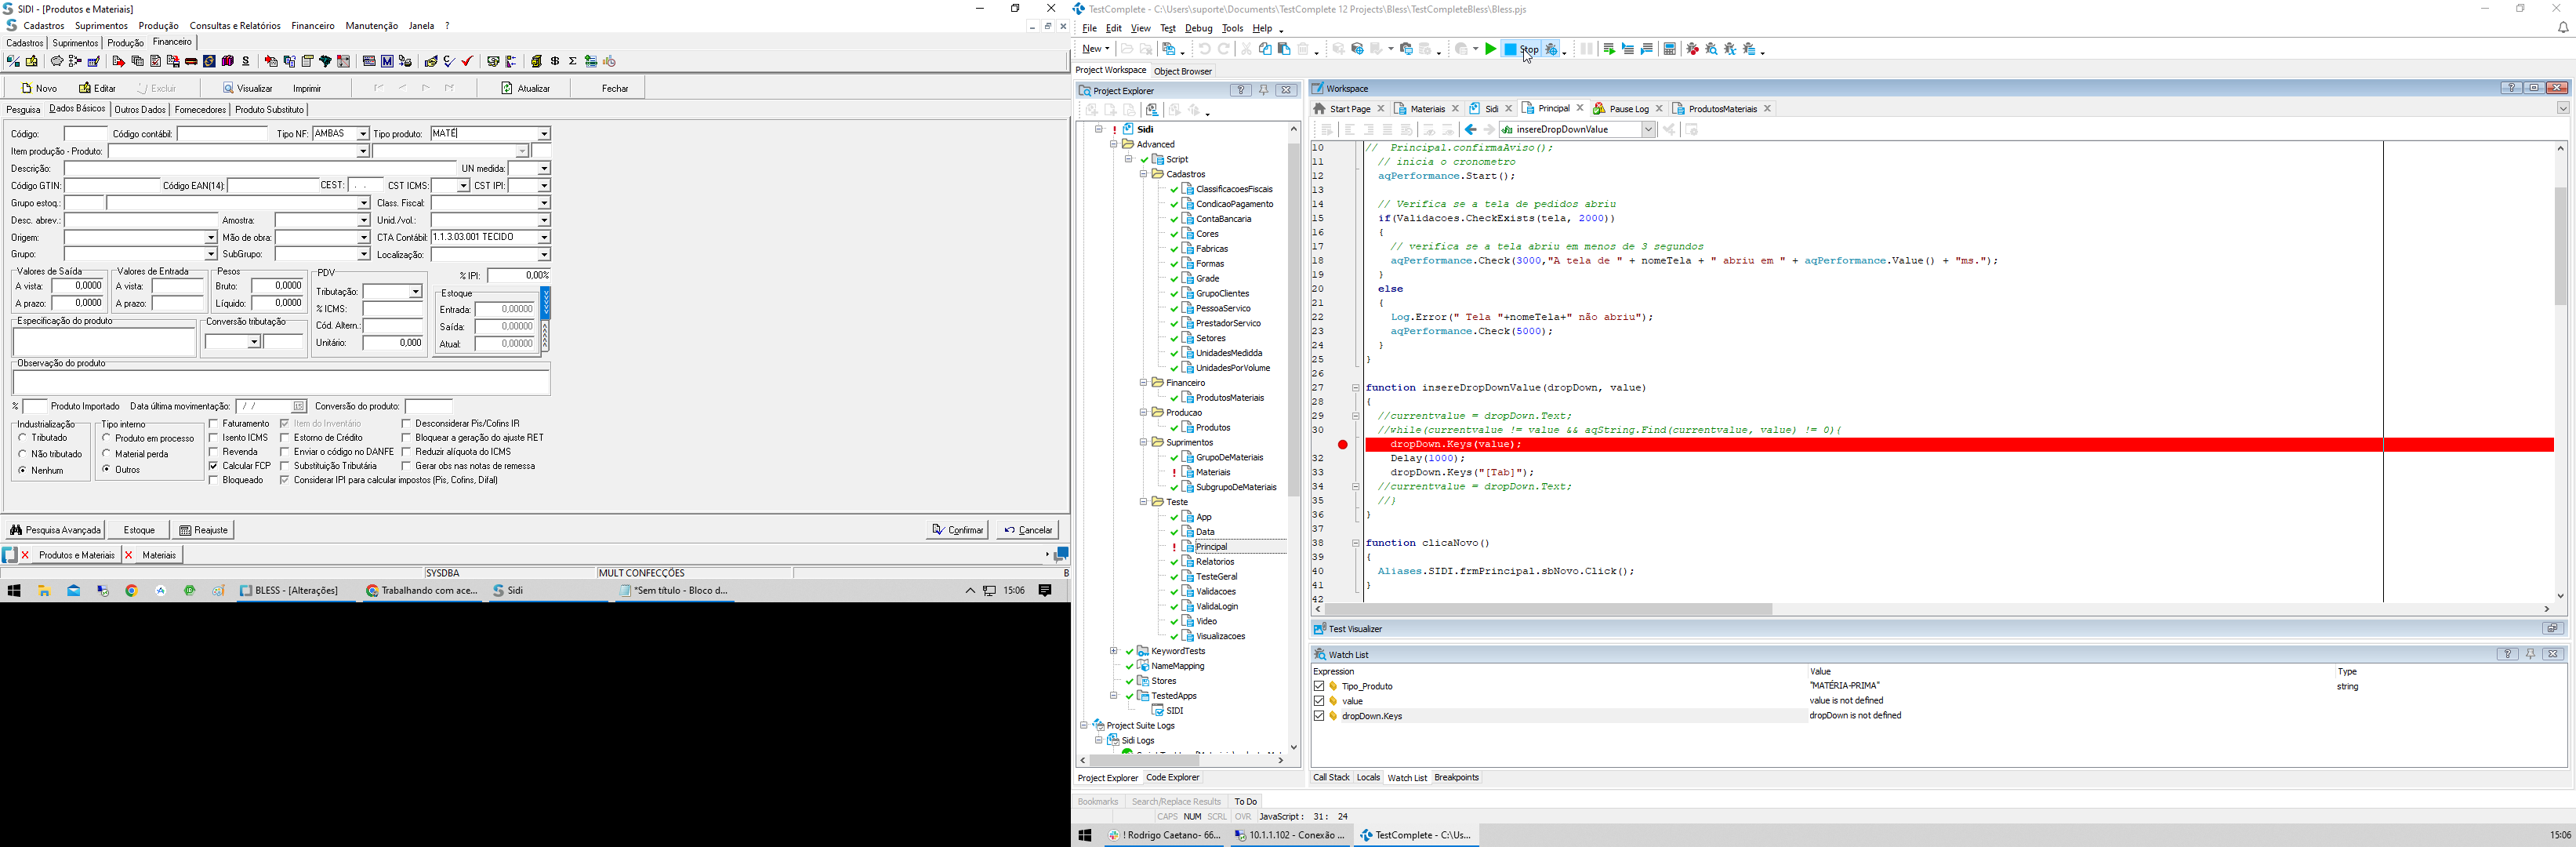 SIDI - [Produtos e Materiais]
Cadastros Suprimentos Produção Consultas e Relatórios Financeiro Manutenção Janela ?
Cadastros Suprimentos Produção Financeiro
Novo Editar Excluir Visualizar Imprimir Atualizar Fechar
Pesquisa Dados Básicos Outros Dados Fornecedores Produto Substituto
Código: Código contábil: Tipo NF: AMBAS Tipo produto: MATÉ
Item produção - Produto:
Descrição: UN medida:
Código GTIN: Código EAN(14): CEST: . . CST ICMS: CST IPI:
Grupo estoq.: Class. Fiscal:
Desc. abrev.: Amostra: Unid./vol.:
Origem: Mão de obra: CTA Contábil: 1.1.3.03.001 TECIDO
Grupo: SubGrupo: Localização:
Valores de Saída Valores de Entrada Pesos PDV % IPI: 0,00%
A vista: 0,0000 A vista: Bruto: 0,0000 Tributação: Estoque
A prazo: 0,0000 A prazo: Líquido: 0,0000 % ICMS: Entrada: 0,00000
Especificação do produto Conversão tributação Cód. Altern.: Saída: 0,00000
Unitário: 0,000 Atual: 0,00000
Observação do produto
% Produto Importado Data última movimentação: / / Conversão do produto:
Industrialização Tipo interno Faturamento Item do Inventário Desconsiderar Pis/Cofins IR
Tributado Produto em processo Isento ICMS Estorno de Crédito Bloquear a geração do ajuste RET
Não tributado Material perda Revenda Enviar o código no DANFE Reduzir alíquota do ICMS
Nenhum Outros Calcular FCP Substituição Tributária Gerar obs nas notas de remessa
Bloqueado Considerar IPI para calcular impostos (Pis, Cofins, Difal)
Pesquisa Avançada Estoque Reajuste Confirmar Cancelar
Produtos e Materiais Materiais
SYSDBA MULT CONFECÇÕES B
BLESS - [Alterações] Trabalhando com ace... Sidi *Sem título - Bloco d... 15:06
TestComplete - C:\Users\suporte\Documents\TestComplete 12 Projects\Bless\TestCompleteBless\Bless.pjs
File Edit View Test Debug Tools Help
New Stop
Project Workspace Object Browser
Project Explorer
Sidi
Advanced
Script
Cadastros
ClassificacoesFiscais
CondicaoPagamento
ContaBancaria
Cores
Fabricas
Formas
Grade
GrupoClientes
PessoaServico
PrestadorServico
Setores
UnidadesMedidda
UnidadesPorVolume
Financeiro
ProdutosMateriais
Producao
Produtos
Suprimentos
GrupoDeMateriais
Materiais
SubgrupoDeMateriais
Teste
App
Data
Principal
Relatorios
TesteGeral
Validacoes
ValidaLogin
Video
Visualizacoes
KeywordTests
NameMapping
Stores
TestedApps
SIDI
Project Suite Logs
Sidi Logs
Project Explorer Code Explorer
Workspace
Start Page Materiais Sidi Principal Pause Log ProdutosMateriais
insereDropDownValue
10 // Principal.confirmaAviso();
11 // inicia o cronometro
12 aqPerformance.Start();
13
14 // Verifica se a tela de pedidos abriu
15 if(Validacoes.CheckExists(tela, 2000))
16 {
17 // verifica se a tela abriu em menos de 3 segundos
18 aqPerformance.Check(3000,"A tela de " + nomeTela + " abriu em " + aqPerformance.Value() + "ms.");
19 }
20 else
21 {
22 Log.Error(" Tela "+nomeTela+" não abriu");
23 aqPerformance.Check(5000);
24 }
25 }
26
27 function insereDropDownValue(dropDown, value)
28 {
29 //currentvalue = dropDown.Text;
30 //while(currentvalue != value && aqString.Find(currentvalue, value) != 0){
dropDown.Keys(value);
32 Delay(1000);
33 dropDown.Keys("[Tab]");
34 //currentvalue = dropDown.Text;
35 //}
36 }
37
38 function clicaNovo()
39 {
40 Aliases.SIDI.frmPrincipal.sbNovo.Click();
41 }
42
Test Visualizer
Watch List
Expression Value Type
Tipo_Produto "MATÉRIA-PRIMA" string
value value is not defined
dropDown.Keys dropDown is not defined
Call Stack Locals Watch List Breakpoints
Bookmarks Search/Replace Results To Do
CAPS NUM SCRL OVR JavaScript: 31: 24
! Rodrigo Caetano- 66... 10.1.1.102 - Conexão ... TestComplete - C:\Us... 15:06